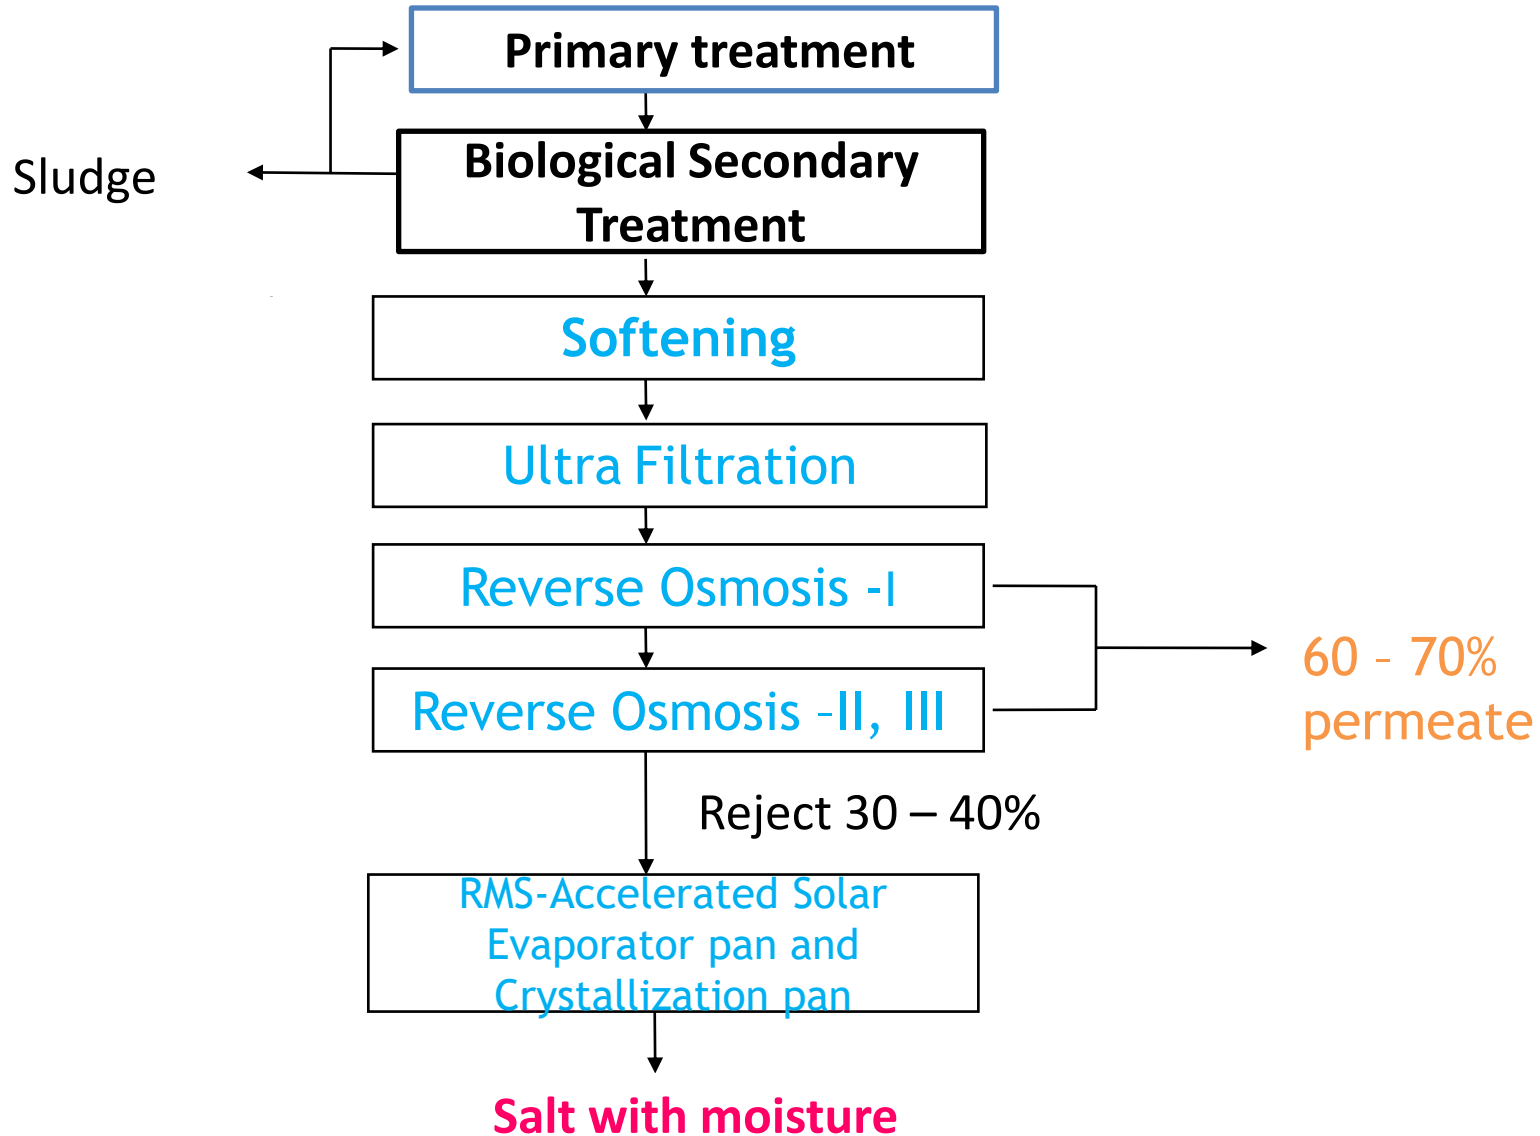 Primary treatment
Biological Secondary
Treatment
Sludge
Softening
Ultra Filtration
Reverse Osmosis -I
Reverse Osmosis –II, III
60 – 70%
permeate
Reject 30 – 40%
RMS-Accelerated Solar
Evaporator pan and
Crystallization pan
Salt with moisture